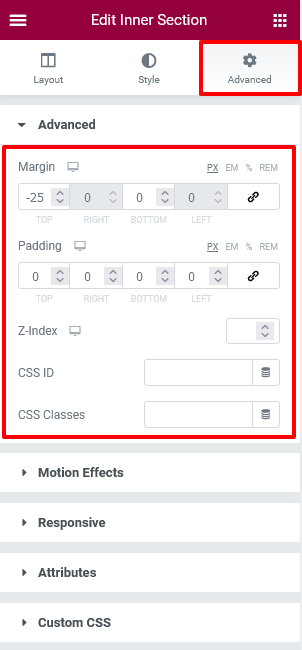 Edit Inner Section
Layout Style Advanced
Advanced
Margin PX EM % REM
-25 0 0 0
TOP RIGHT BOTTOM LEFT
Padding PX EM % REM
0 0 0 0
TOP RIGHT BOTTOM LEFT
Z-Index
CSS ID
CSS Classes
Motion Effects
Responsive
Attributes
Custom CSS